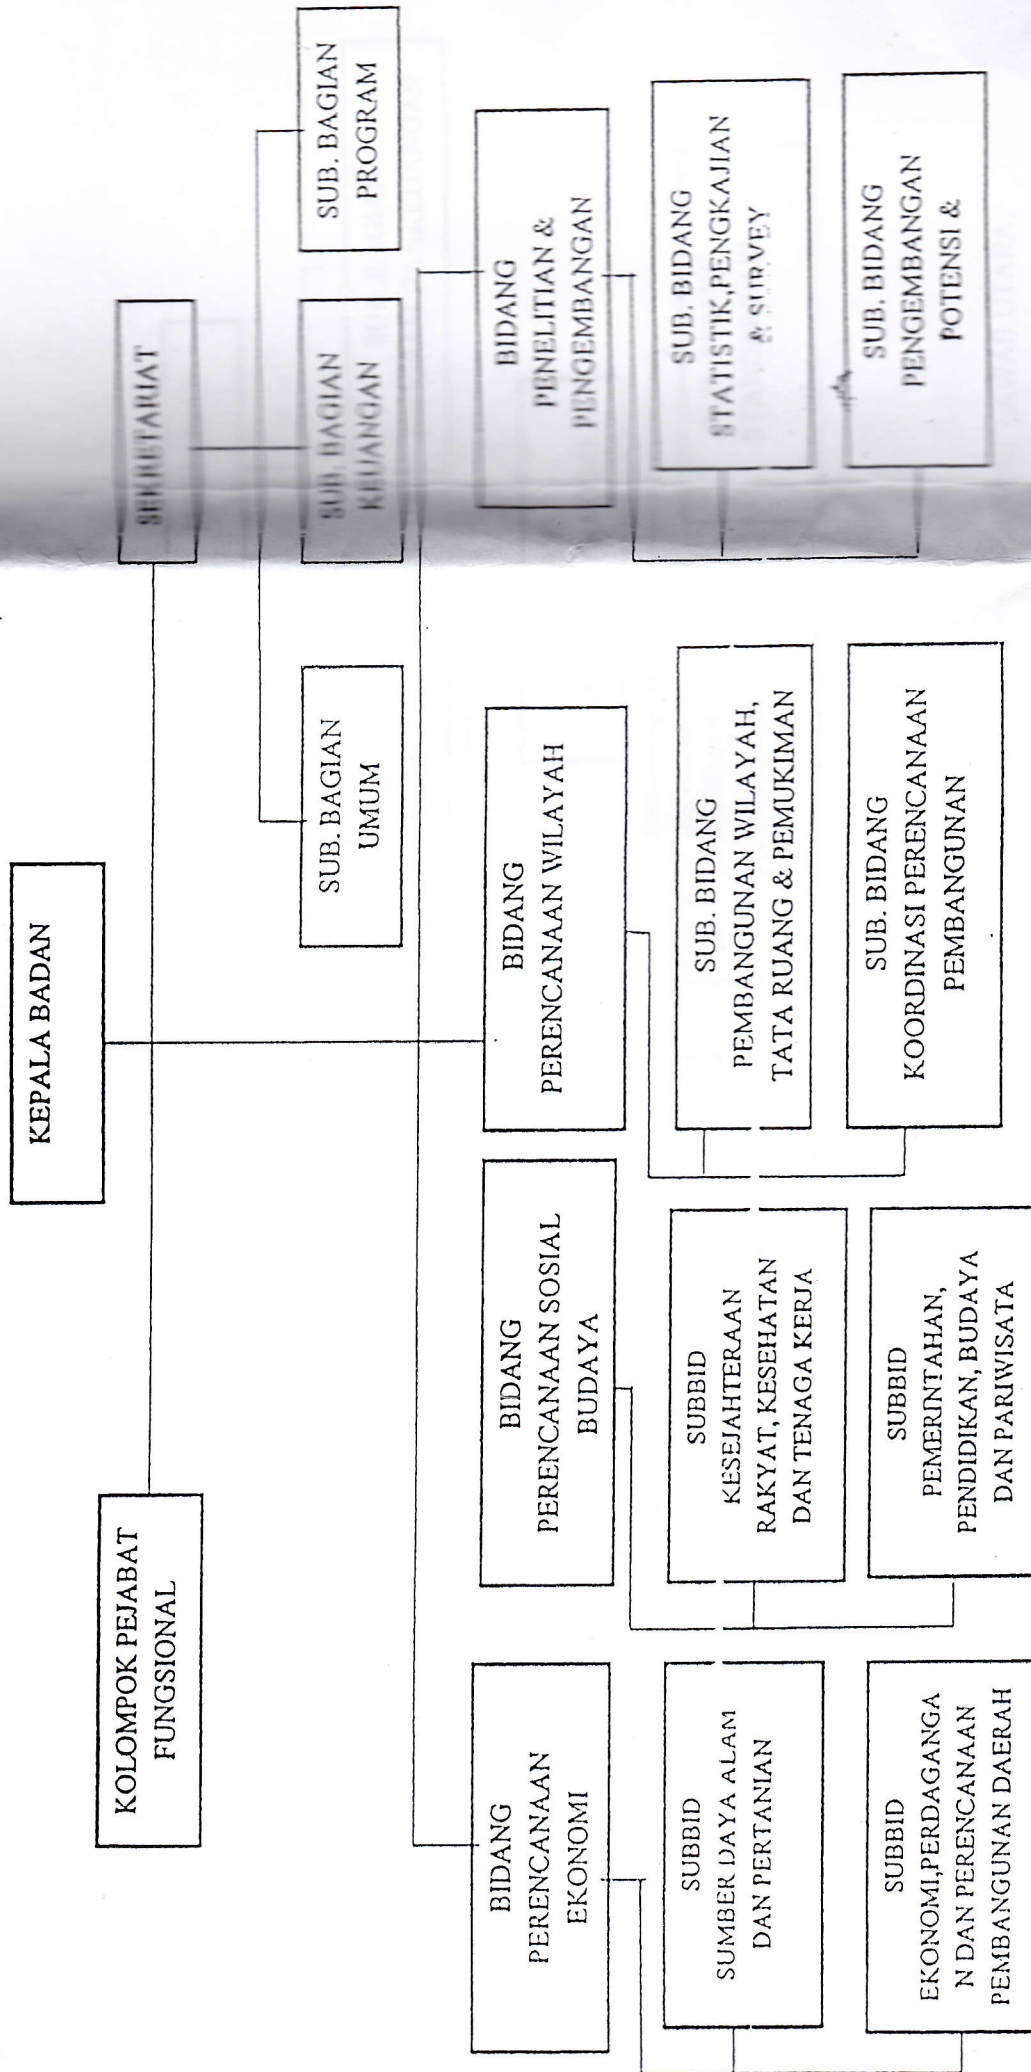 KEPALA BADAN
KOLOMPOK PEJABAT
FUNGSIONAL
SEKRETARIAT
SUB. BAGIAN
UMUM
SUB. BAGIAN
KEUANGAN
SUB. BAGIAN
PROGRAM
BIDANG
PERENCANAAN
EKONOMI
BIDANG
PERENCANAAN SOSIAL
BUDAYA
BIDANG
PERENCANAAN WILAYAH
BIDANG
PENELITIAN &
PENGEMBANGAN
SUBBID
SUMBER DAYA ALAM
DAN PERTANIAN
SUBBID
KESEJAHTERAAN
RAKYAT, KESEHATAN
DAN TENAGA KERJA
SUB. BIDANG
PEMBANGUNAN WILAYAH,
TATA RUANG & PEMUKIMAN
SUB. BIDANG
STATISTIK,PENGKAJIAN
& SURVEY
SUBBID
EKONOMI,PERDAGANGA
N DAN PERENCANAAN
PEMBANGUNAN DAERAH
SUBBID
PEMERINTAHAN,
PENDIDIKAN, BUDAYA
DAN PARIWISATA
SUB. BIDANG
KOORDINASI PERENCANAAN
PEMBANGUNAN
SUB. BIDANG
PENGEMBANGAN
POTENSI &